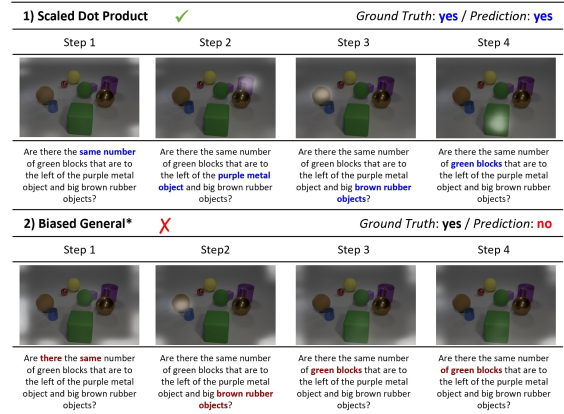 1) Scaled Dot Product ✓ Ground Truth: yes / Prediction: yes
Step 1 Step 2 Step 3 Step 4
Are there the same number
of green blocks that are to
the left of the purple metal
object and big brown rubber
objects?
Are there the same number
of green blocks that are to
the left of the purple metal
object and big brown rubber
objects?
Are there the same number
of green blocks that are to
the left of the purple metal
object and big brown rubber
objects?
Are there the same number
of green blocks that are to
the left of the purple metal
object and big brown rubber
objects?
2) Biased General* ✗ Ground Truth: yes / Prediction: no
Step 1 Step2 Step 3 Step 4
Are there the same number
of green blocks that are to
the left of the purple metal
object and big brown rubber
objects?
Are there the same number
of green blocks that are to
the left of the purple metal
object and big brown rubber
objects?
Are there the same number
of green blocks that are to
the left of the purple metal
object and big brown rubber
objects?
Are there the same number
of green blocks that are to
the left of the purple metal
object and big brown rubber
objects?